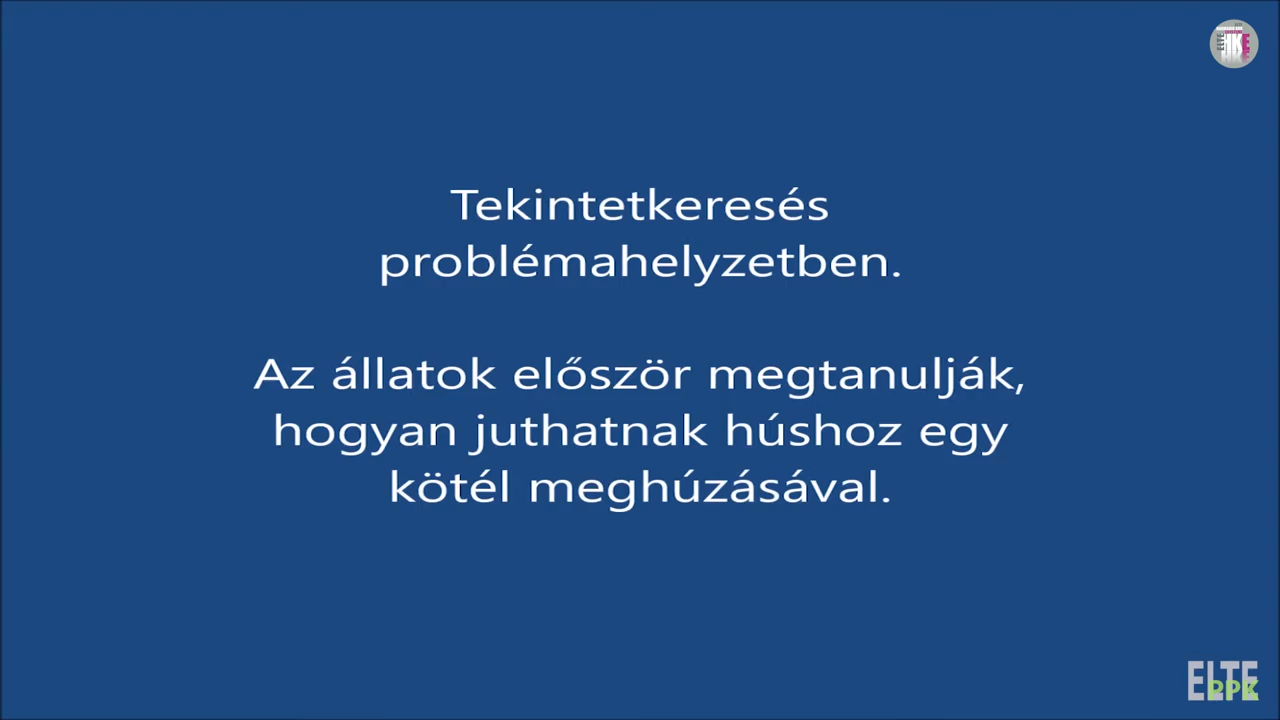 Tekintetkeresés
problémahelyzetben.
Az állatok először megtanulják,
hogyan juthatnak húshoz egy
kötél meghúzásával.
ELTE
PPK